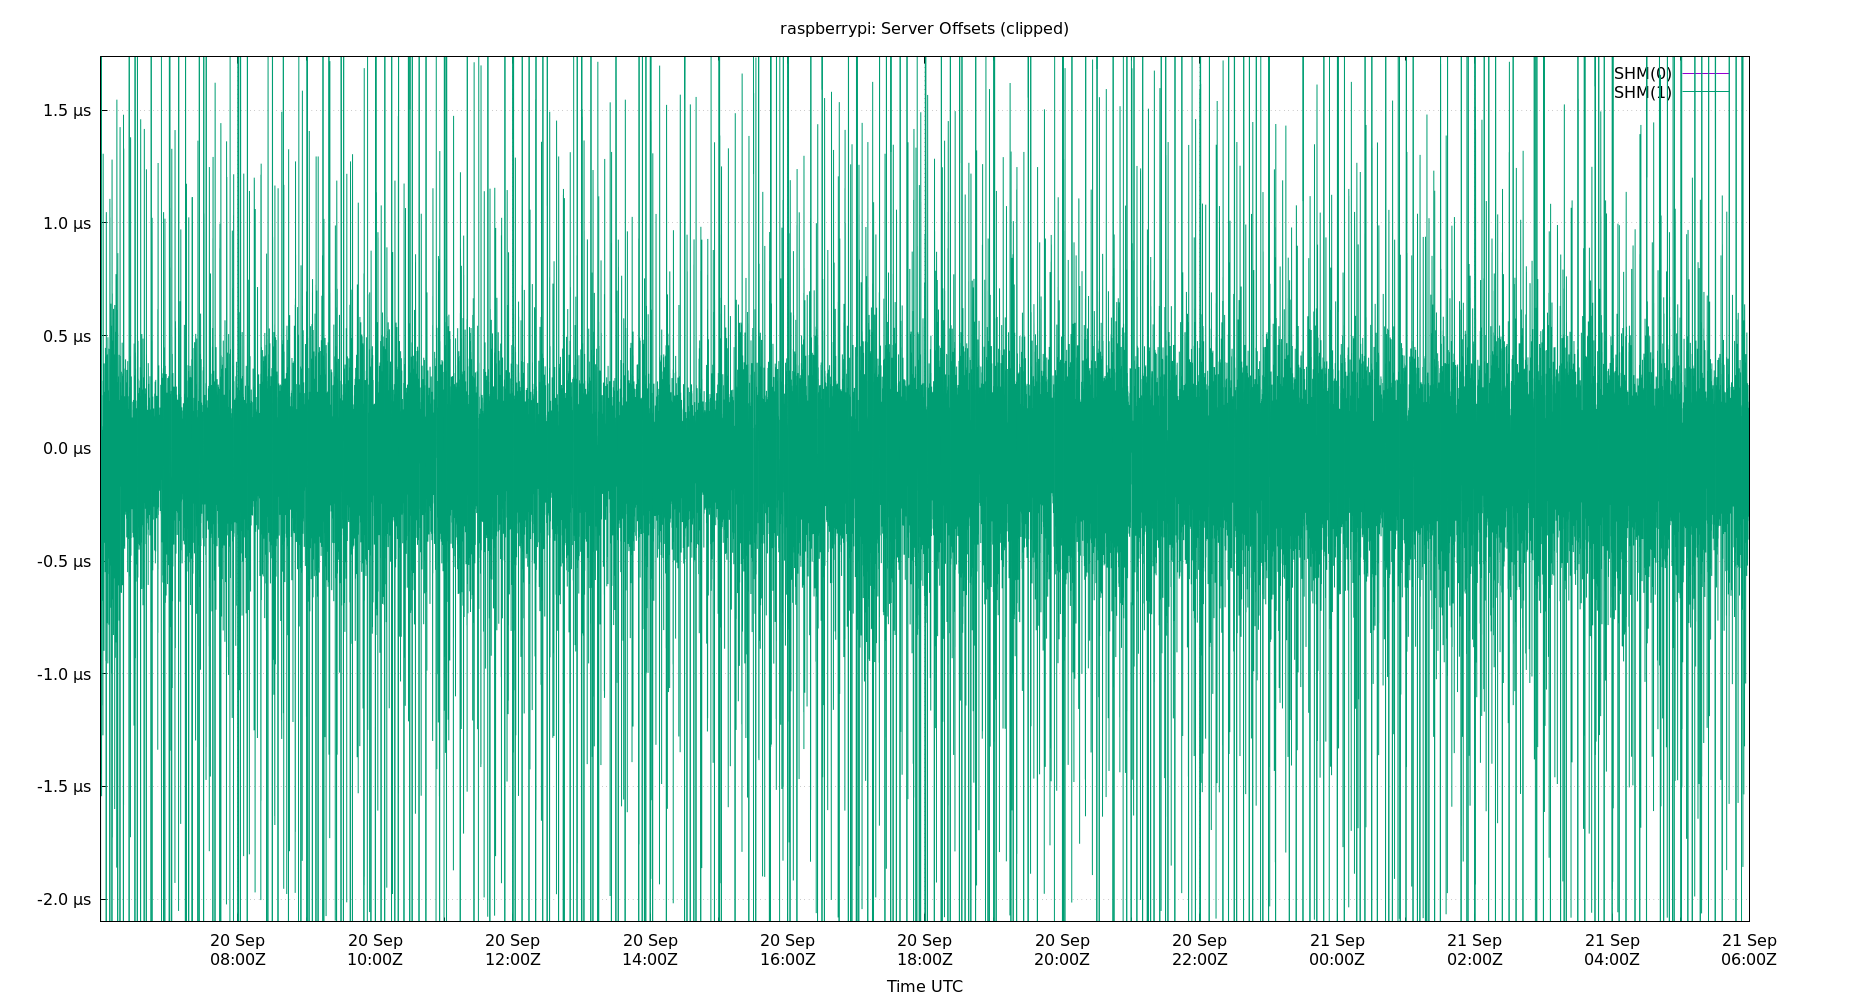 raspberrypi: Server Offsets (clipped)
SHM(0)
SHM(1)
1.5 µs
1.0 µs
0.5 µs
0.0 µs
-0.5 µs
-1.0 µs
-1.5 µs
-2.0 µs
20 Sep 20 Sep 20 Sep 20 Sep 20 Sep 20 Sep 20 Sep 20 Sep 21 Sep 21 Sep 21 Sep 21 Sep
08:00Z 10:00Z 12:00Z 14:00Z 16:00Z 18:00Z 20:00Z 22:00Z 00:00Z 02:00Z 04:00Z 06:00Z
Time UTC